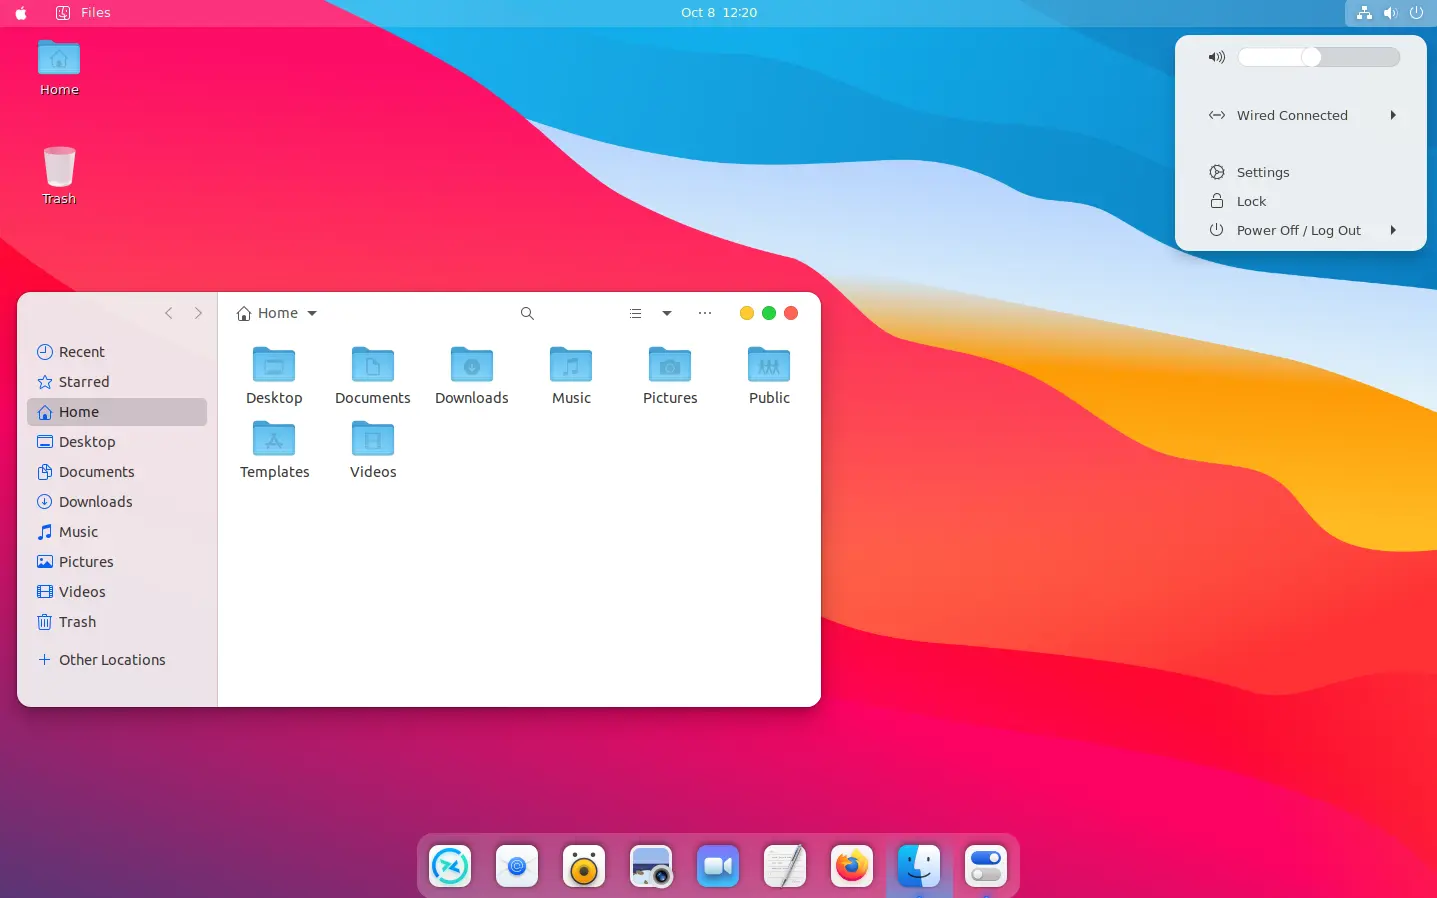 Files
Oct 8 12:20
Home
Trash
Wired Connected
Settings
Lock
Power Off / Log Out
Home
Recent
Starred
Home
Desktop
Documents
Downloads
Music
Pictures
Videos
Trash
Other Locations
Desktop
Documents
Downloads
Music
Pictures
Public
Templates
Videos